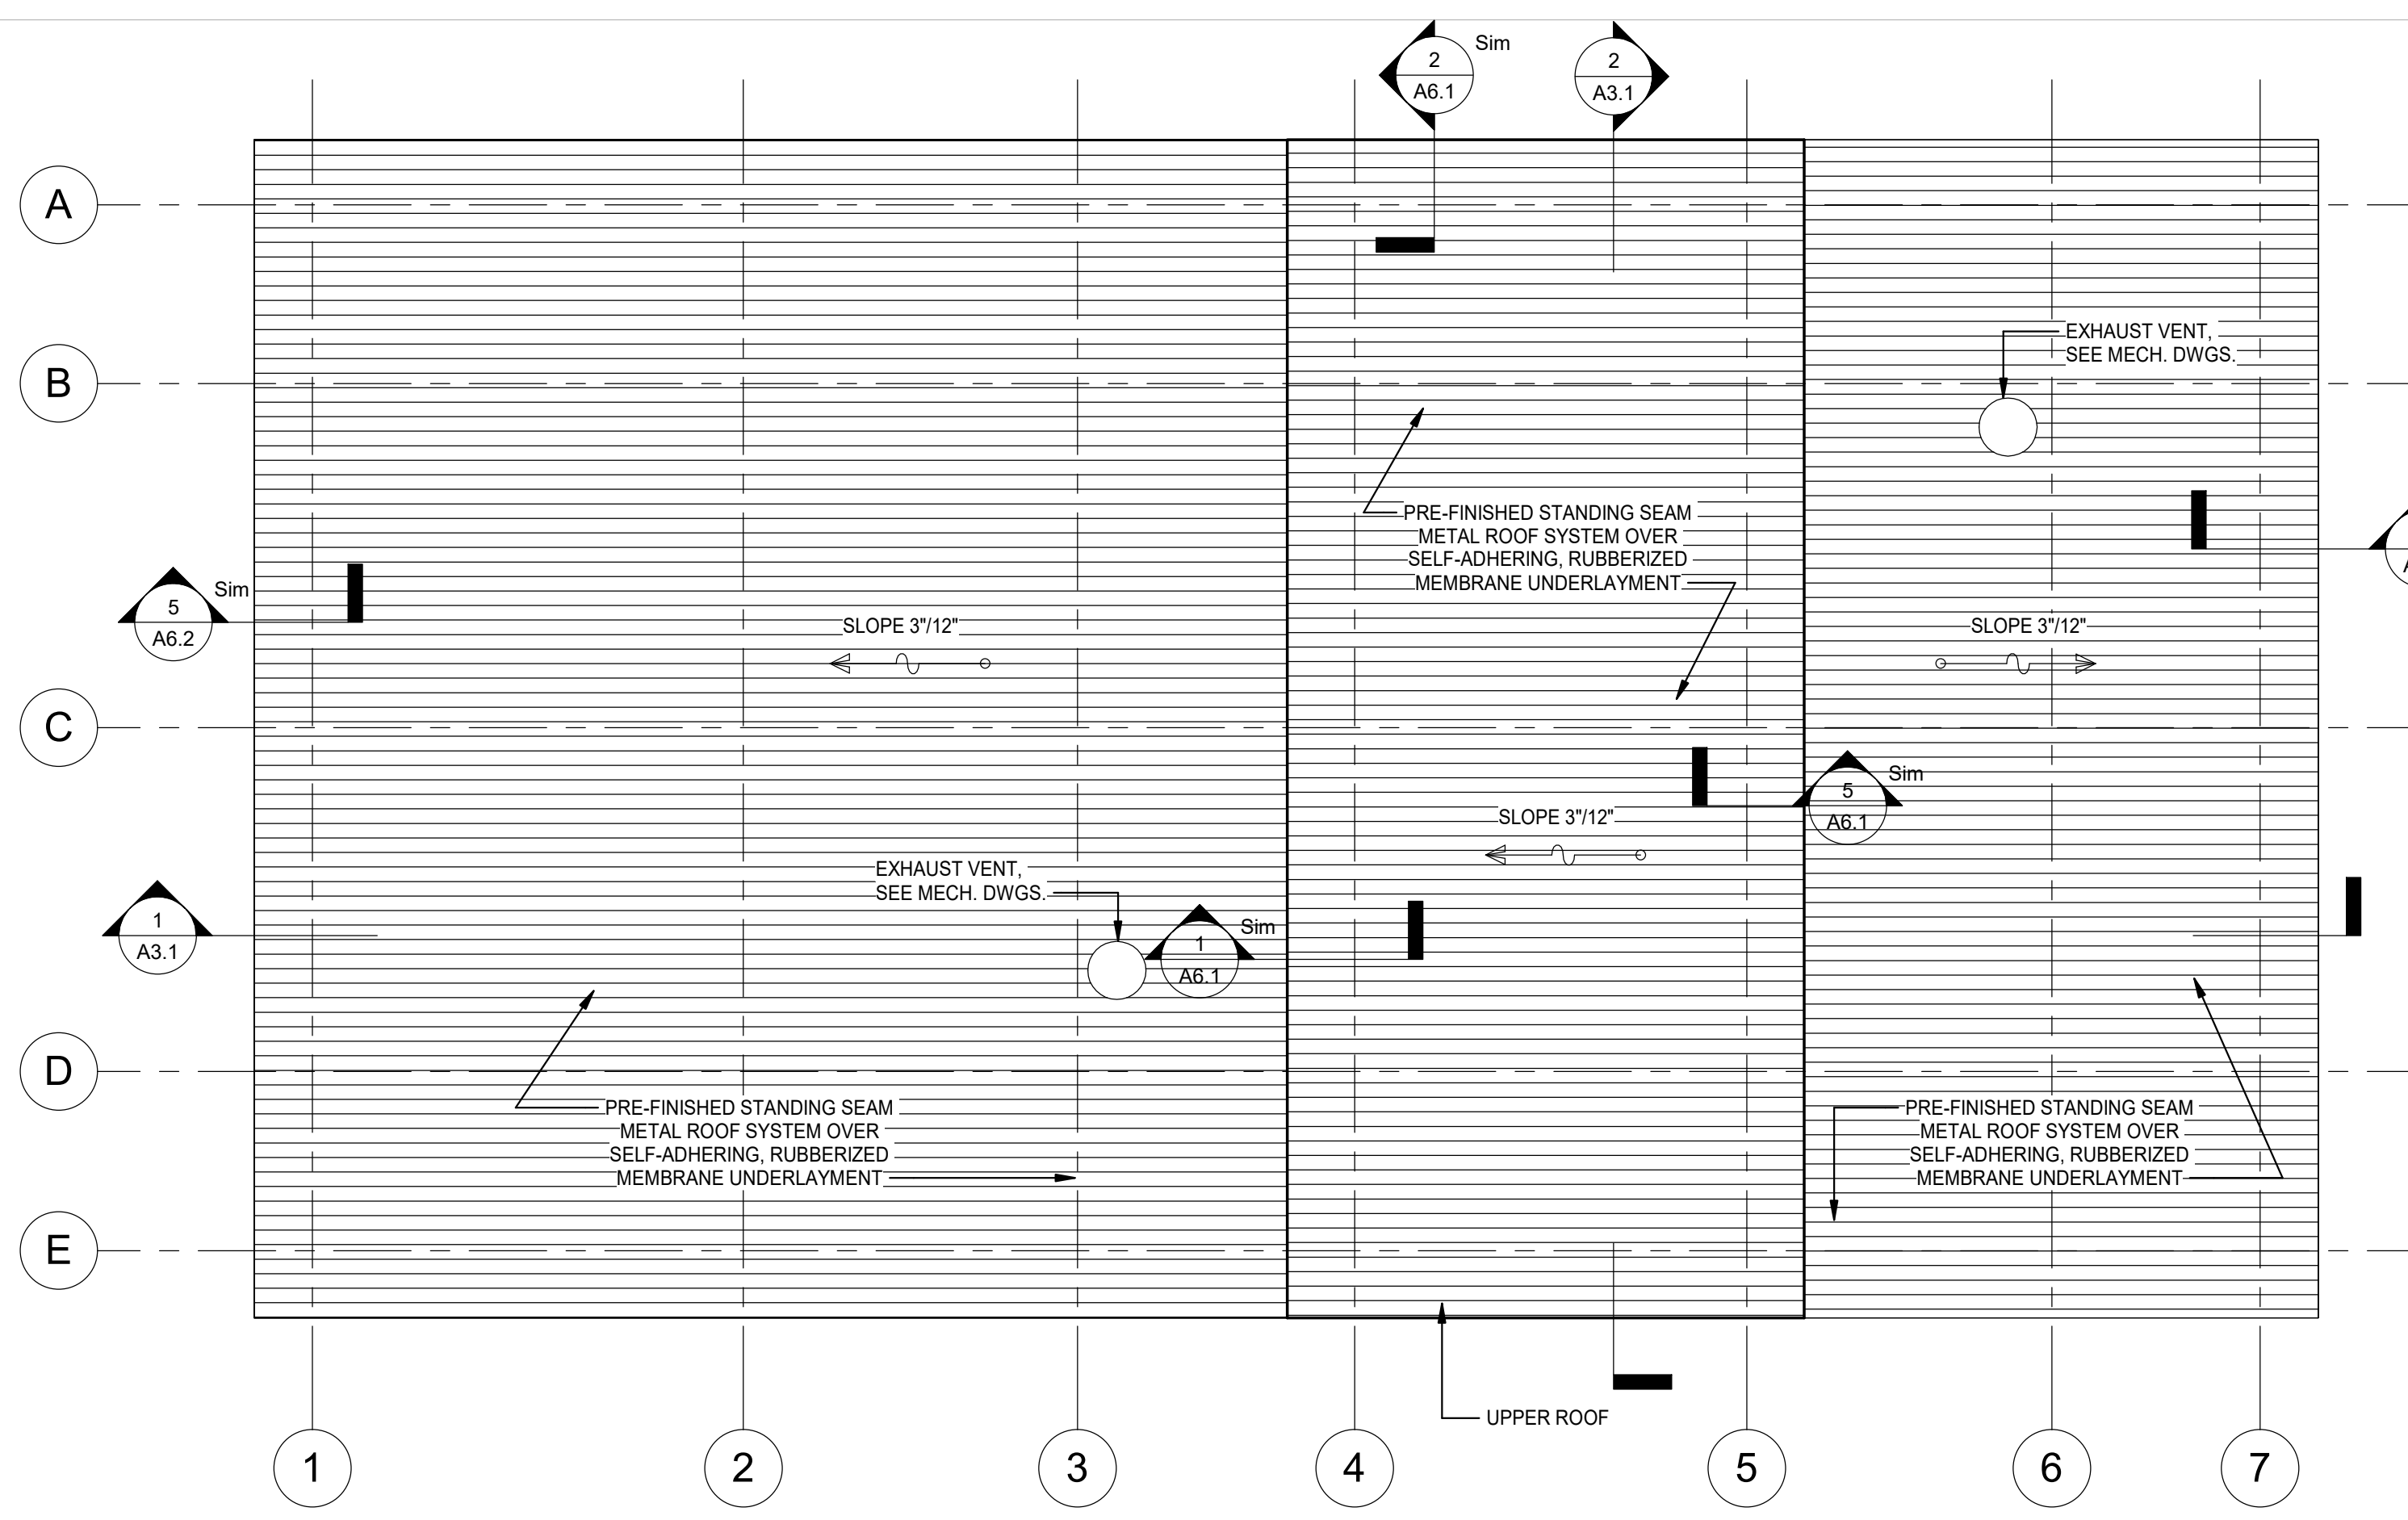 2
Sim
A6.1
2
A3.1
A
B
EXHAUST VENT,
SEE MECH. DWGS.
PRE-FINISHED STANDING SEAM
METAL ROOF SYSTEM OVER
SELF-ADHERING, RUBBERIZED
MEMBRANE UNDERLAYMENT
5
Sim
A6.2
SLOPE 3"/12"
SLOPE 3"/12"
C
5
Sim
A6.1
SLOPE 3"/12"
EXHAUST VENT,
SEE MECH. DWGS.
1
A3.1
1
Sim
A6.1
D
PRE-FINISHED STANDING SEAM
METAL ROOF SYSTEM OVER
SELF-ADHERING, RUBBERIZED
MEMBRANE UNDERLAYMENT
PRE-FINISHED STANDING SEAM
METAL ROOF SYSTEM OVER
SELF-ADHERING, RUBBERIZED
MEMBRANE UNDERLAYMENT
E
UPPER ROOF
1
2
3
4
5
6
7